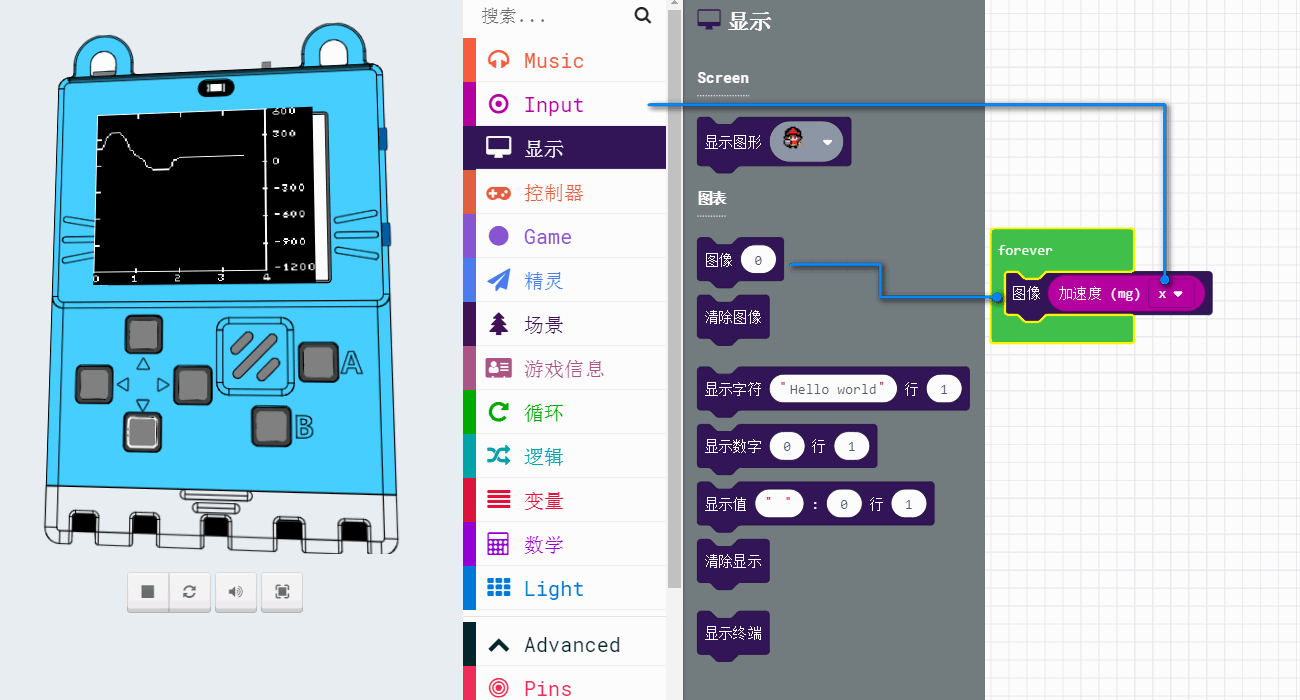 600
300
0
-300
-600
-900
-1200
0 1 2 3 4
A
B
搜索...
Music
Input
显示
控制器
Game
精灵
场景
游戏信息
循环
逻辑
变量
数学
Light
Advanced
Pins
显示
Screen
显示图形
图表
图像 0
清除图像
显示字符 "Hello world" 行 1
显示数字 0 行 1
显示值 " " : 0 行 1
清除显示
显示终端
forever
图像 加速度 (mg) x